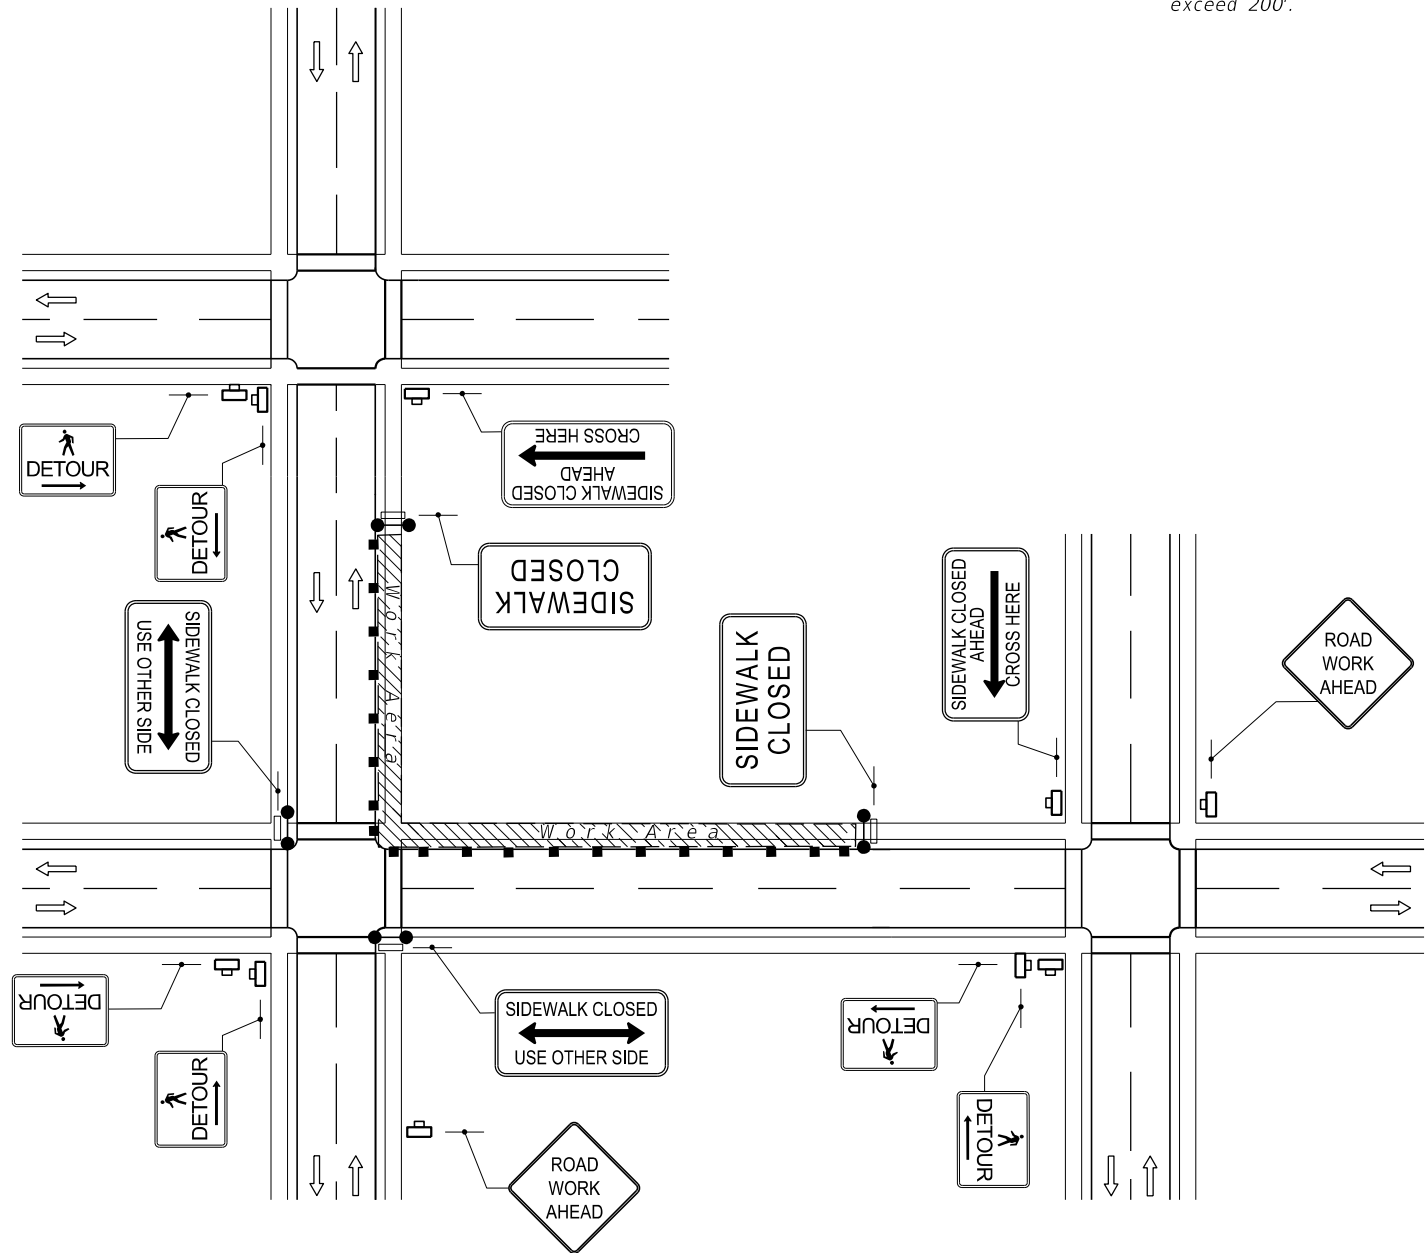 exceed 200'.
DETOUR
DETOUR
SIDEWALK CLOSED
AHEAD
CROSS HERE
SIDEWALK
CLOSED
SIDEWALK CLOSED
USE OTHER SIDE
Work Aera
SIDEWALK
CLOSED
SIDEWALK CLOSED
AHEAD
CROSS HERE
ROAD
WORK
AHEAD
Work Area
DETOUR
DETOUR
SIDEWALK CLOSED
USE OTHER SIDE
DETOUR
DETOUR
ROAD
WORK
AHEAD